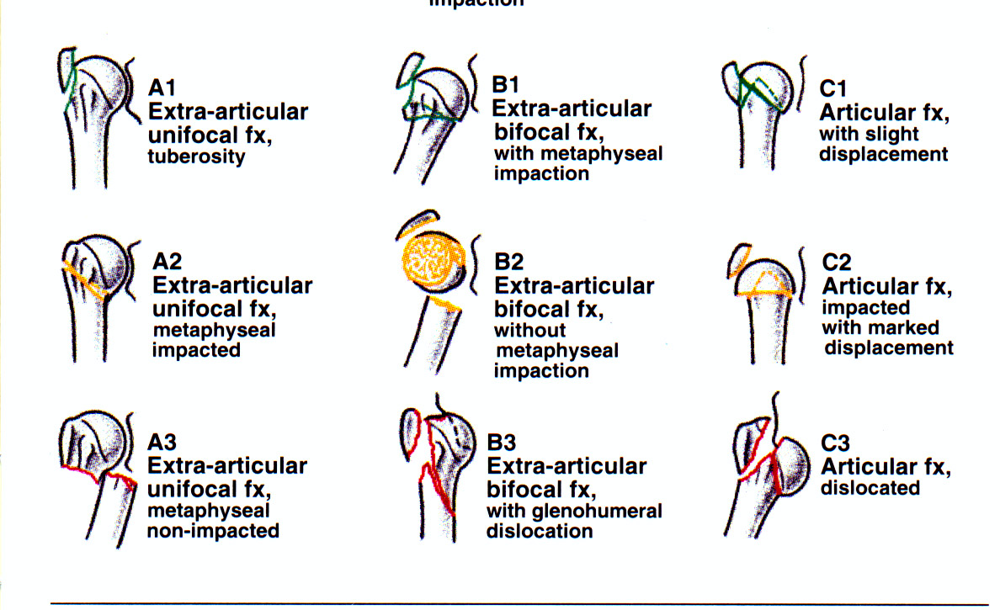 impaction
A1
Extra-articular
unifocal fx,
tuberosity
B1
Extra-articular
bifocal fx,
with metaphyseal
impaction
C1
Articular fx,
with slight
displacement
A2
Extra-articular
unifocal fx,
metaphyseal
impacted
B2
Extra-articular
bifocal fx,
without
metaphyseal
impaction
C2
Articular fx,
impacted
with marked
displacement
A3
Extra-articular
unifocal fx,
metaphyseal
non-impacted
B3
Extra-articular
bifocal fx,
with glenohumeral
dislocation
C3
Articular fx,
dislocated